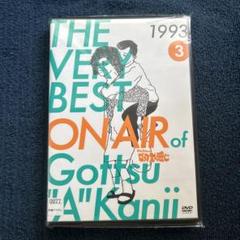 THE
1993
VERY
3
BEST
ON AIR of
Gottsu
"A" Kanji
DVD